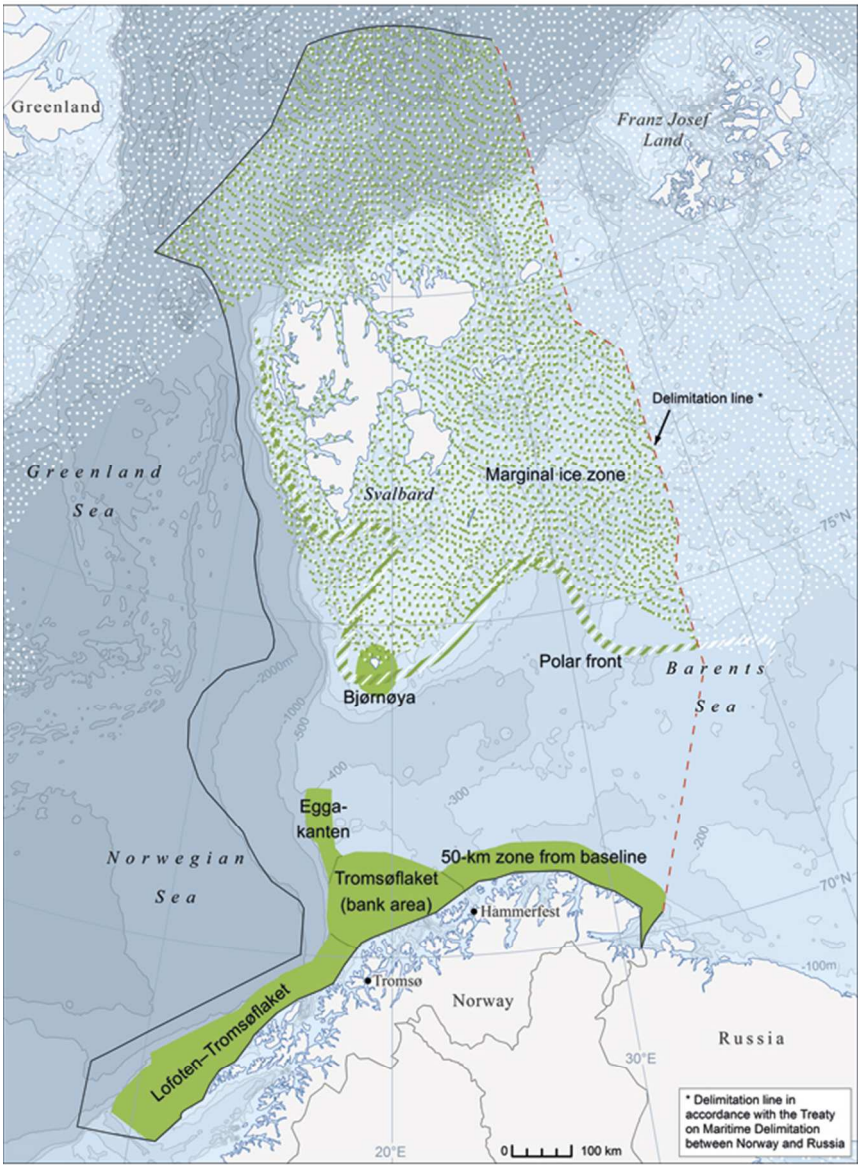 Greenland
Franz Josef
Land
Delimitation line *
Greenland
Sea
Marginal ice zone
Svalbard
75°N
Polar front
Barents
Sea
Bjørnøya
2000m
-1000
-500
-400
-300
-200
Egga-
kanten
Norwegian
Sea
50-km zone from baseline
Tromsøflaket
(bank area)
70°N
Hammerfest
-100m
Tromsø
Lofoten–Tromsøflaket
Norway
Russia
30°E
* Delimitation line in
accordance with the Treaty
on Maritime Delimitation
between Norway and Russia
20°E
0 100 km